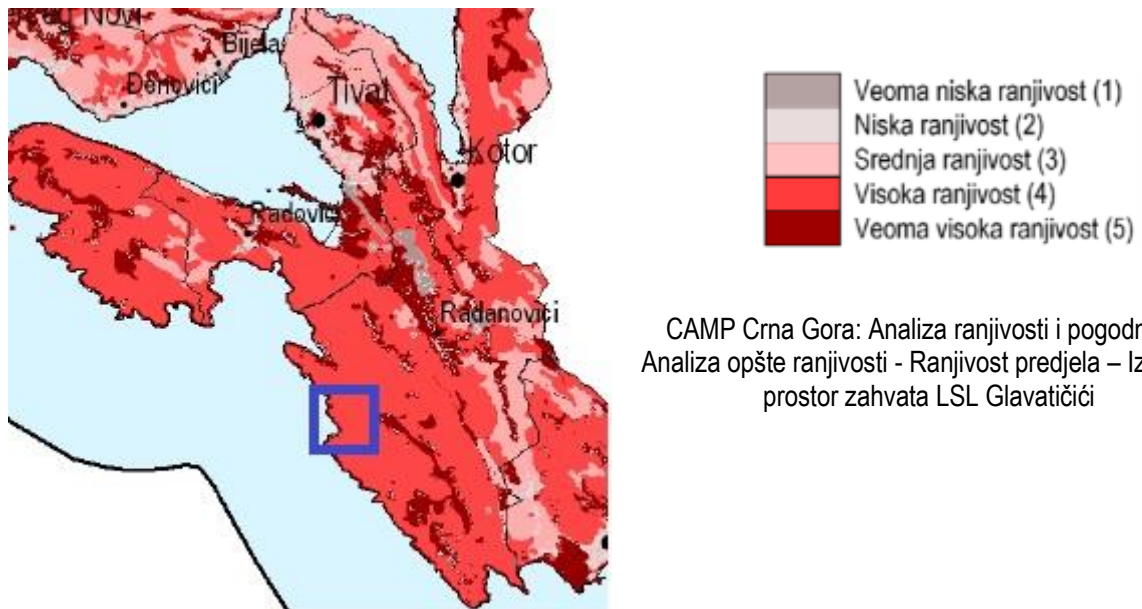 Novi
Bijela
Đenovići
Tivat
Kotor
Radovići
Radanovići
Veoma niska ranjivost (1)
Niska ranjivost (2)
Srednja ranjivost (3)
Visoka ranjivost (4)
Veoma visoka ranjivost (5)
CAMP Crna Gora: Analiza ranjivosti i pogodn
Analiza opšte ranjivosti - Ranjivost predjela – Iz
prostor zahvata LSL Glavatičići